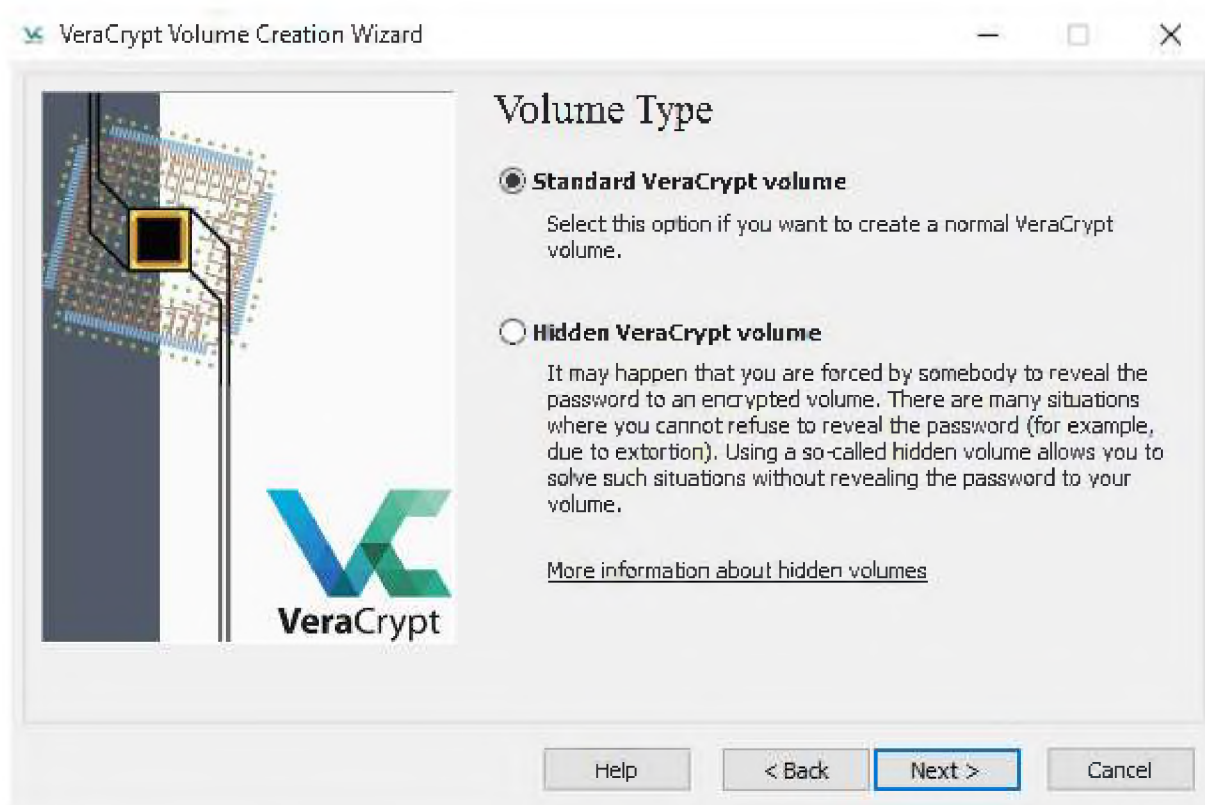 VeraCrypt Volume Creation Wizard
Volume Type
Standard VeraCrypt volume
Select this option if you want to create a normal VeraCrypt
volume.
Hidden VeraCrypt volume
It may happen that you are forced by somebody to reveal the
password to an encrypted volume. There are many situations
where you cannot refuse to reveal the password (for example,
due to extortion). Using a so-called hidden volume allows you to
solve such situations without revealing the password to your
volume.
More information about hidden volumes
VeraCrypt
Help
< Back
Next >
Cancel